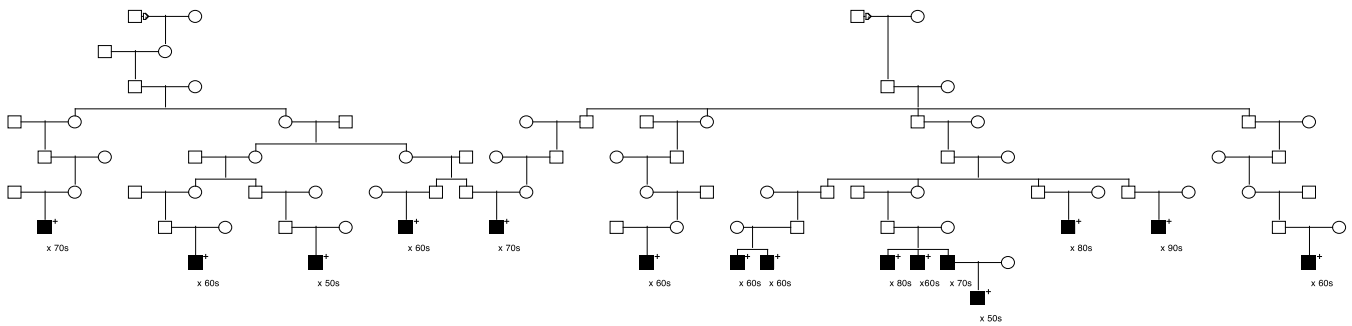 + + + + +
x 70s x 60s x 70s x 80s x 90s
+ + + + + + + +
x 60s x 50s x 60s x 60s x 60s x 80s x60s x 70s x 60s
+
x 50s